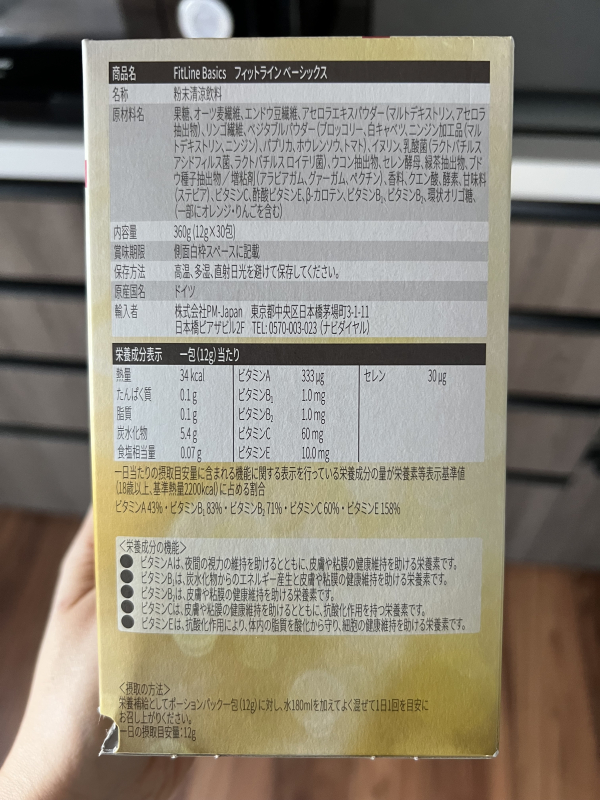 商品名 FitLine Basics フィットライン ベーシックス
名称 粉末清涼飲料
原材料名 果糖、オーツ麦繊維、エンドウ豆繊維、アセロラエキスパウダー(マルトデキストリン、アセロラ
抽出物)、リンゴ繊維、ベジタブルパウダー(ブロッコリー、白キャベツ、ニンジン加工品(マル
トデキストリン、ニンジン)、パプリカ、ホウレンソウ、トマト)、イヌリン、乳酸菌(ラクトバチルス
アシドフィルス菌、ラクトバチルス ロイテリ菌)、ウコン抽出物、セレン酵母、緑茶抽出物、ブド
ウ種子抽出物/増粘剤(アラビアガム、グァーガム、ペクチン)、香料、クエン酸、酵素、甘味料
(ステビア)、ビタミンC、酢酸ビタミンE、β-カロテン、ビタミンB₁、ビタミンB₂、環状オリゴ糖、
(一部にオレンジ・りんごを含む)
内容量 360g (12g×30包)
賞味期限 側面白枠スペースに記載
保存方法 高温、多湿、直射日光を避けて保存してください。
原産国名 ドイツ
輸入者 株式会社PM-Japan 東京都中央区日本橋茅場町3-1-11
日本橋ピアザビル2F TEL: 0570-003-023 (ナビダイヤル)
栄養成分表示 一包(12g)当たり
熱量 34 kcal ビタミンA 333 μg セレン 30 μg
たんぱく質 0.1 g ビタミンB₁ 1.0 mg
脂質 0.1 g ビタミンB₂ 1.0 mg
炭水化物 5.4 g ビタミンC 60 mg
食塩相当量 0.07 g ビタミンE 10.0 mg
一日当たりの摂取目安量に含まれる機能に関する表示を行っている栄養成分の量が栄養素等表示基準値
(18歳以上、基準熱量2200kcal)に占める割合
ビタミンA 43%・ビタミンB₁ 83%・ビタミンB₂ 71%・ビタミンC 60%・ビタミンE 158%
<栄養成分の機能>
● ビタミンAは、夜間の視力の維持を助けるとともに、皮膚や粘膜の健康維持を助ける栄養素です。
● ビタミンB₁は、炭水化物からのエネルギー産生と皮膚や粘膜の健康維持を助ける栄養素です。
● ビタミンB₂は、皮膚や粘膜の健康維持を助ける栄養素です。
● ビタミンCは、皮膚や粘膜の健康維持を助けるとともに、抗酸化作用を持つ栄養素です。
● ビタミンEは、抗酸化作用により、体内の脂質を酸化から守り、細胞の健康維持を助ける栄養素です。
<摂取の方法>
栄養補給としてポーションパック一包(12g)に対し、水180mlを加えてよく混ぜて1日1回を目安に
お召し上がりください。
一日の摂取目安量:12g